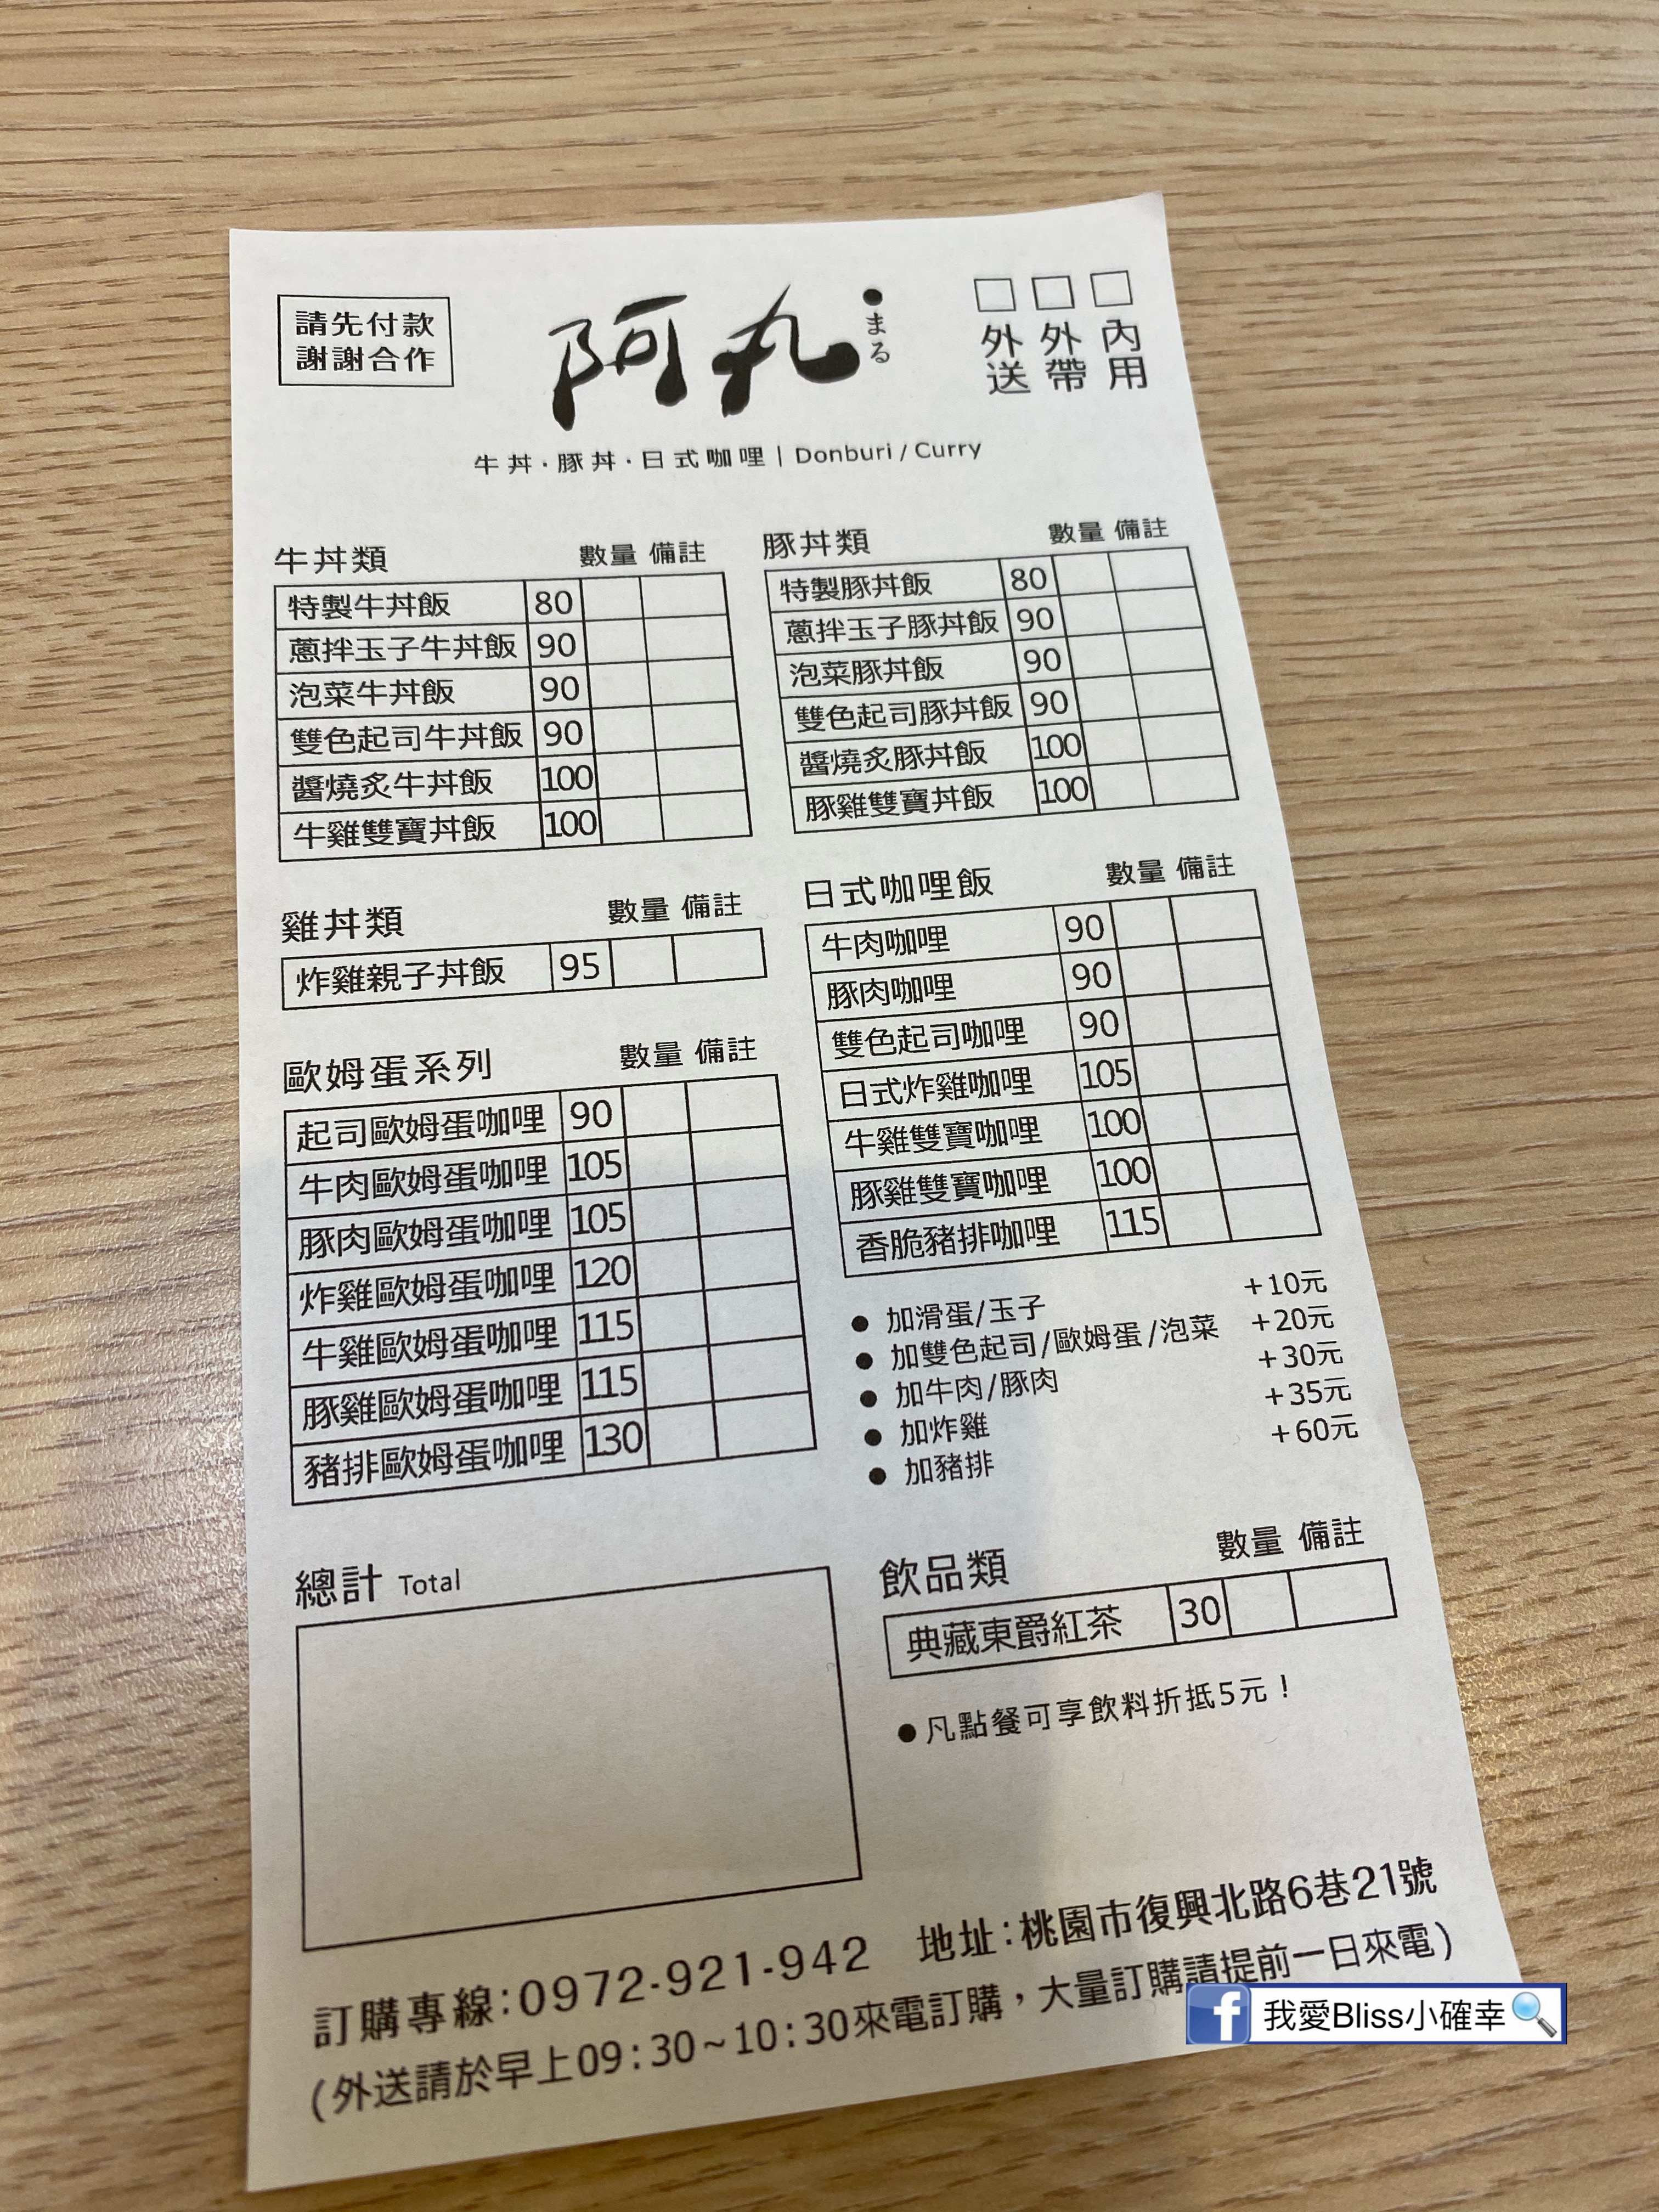 請先付款
謝謝合作
阿丸
まる
外送
外帶
內用
牛丼·豚丼·日式咖哩 | Donburi / Curry
牛丼類 數量 備註
特製牛丼飯 80
蔥拌玉子牛丼飯 90
泡菜牛丼飯 90
雙色起司牛丼飯 90
醬燒炙牛丼飯 100
牛雞雙寶丼飯 100
豚丼類 數量 備註
特製豚丼飯 80
蔥拌玉子豚丼飯 90
泡菜豚丼飯 90
雙色起司豚丼飯 90
醬燒炙豚丼飯 100
豚雞雙寶丼飯 100
雞丼類 數量 備註
炸雞親子丼飯 95
日式咖哩飯 數量 備註
牛肉咖哩 90
豚肉咖哩 90
雙色起司咖哩 90
日式炸雞咖哩 105
牛雞雙寶咖哩 100
豚雞雙寶咖哩 100
香脆豬排咖哩 115
歐姆蛋系列 數量 備註
起司歐姆蛋咖哩 90
牛肉歐姆蛋咖哩 105
豚肉歐姆蛋咖哩 105
炸雞歐姆蛋咖哩 120
牛雞歐姆蛋咖哩 115
豚雞歐姆蛋咖哩 115
豬排歐姆蛋咖哩 130
● 加滑蛋/玉子 +10元
● 加雙色起司/歐姆蛋/泡菜 +20元
● 加牛肉/豚肉 +30元
● 加炸雞 +35元
● 加豬排 +60元
總計 Total
飲品類 數量 備註
典藏東爵紅茶 30
● 凡點餐可享飲料折抵5元！
訂購專線:0972-921-942 地址:桃園市復興北路6巷21號
(外送請於早上09:30~10:30來電訂購，大量訂購請提前一日來電)
f 我愛Bliss小確幸